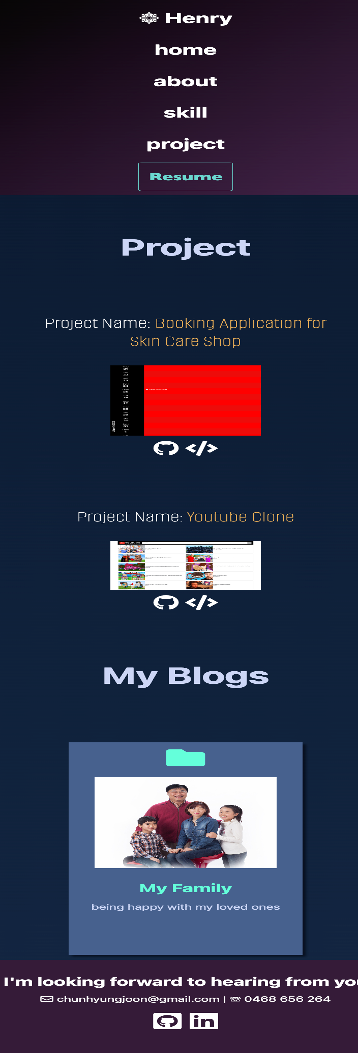 Henry
home
about
skill
project
Resume
Project
Project Name: Booking Application for
Skin Care Shop
Project Name: Youtube Clone
My Blogs
My Family
being happy with my loved ones
I'm looking forward to hearing from you
chunhyungjoon@gmail.com | 0468 656 264